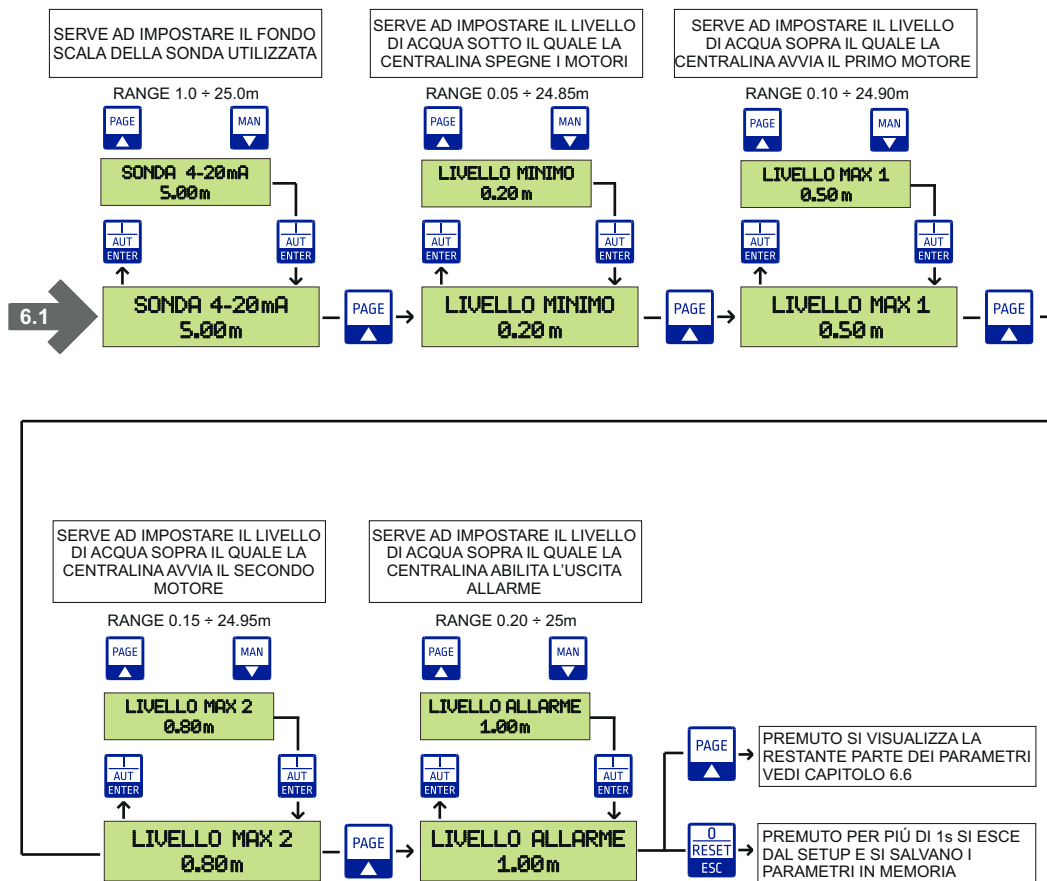 SERVE AD IMPOSTARE IL FONDO
SCALA DELLA SONDA UTILIZZATA
RANGE 1.0 ÷ 25.0m
PAGE
MAN
SONDA 4-20mA
5.00 m
AUT
ENTER
AUT
ENTER
6.1
SONDA 4-20mA
5.00 m
PAGE
SERVE AD IMPOSTARE IL LIVELLO
DI ACQUA SOTTO IL QUALE LA
CENTRALINA SPEGNE I MOTORI
RANGE 0.05 ÷ 24.85m
PAGE
MAN
LIVELLO MINIMO
0.20 m
AUT
ENTER
AUT
ENTER
LIVELLO MINIMO
0.20 m
PAGE
SERVE AD IMPOSTARE IL LIVELLO
DI ACQUA SOPRA IL QUALE LA
CENTRALINA AVVIA IL PRIMO MOTORE
RANGE 0.10 ÷ 24.90m
PAGE
MAN
LIVELLO MAX 1
0.50 m
AUT
ENTER
AUT
ENTER
LIVELLO MAX 1
0.50 m
PAGE
SERVE AD IMPOSTARE IL LIVELLO
DI ACQUA SOPRA IL QUALE LA
CENTRALINA AVVIA IL SECONDO
MOTORE
RANGE 0.15 ÷ 24.95m
PAGE
MAN
LIVELLO MAX 2
0.80 m
AUT
ENTER
AUT
ENTER
LIVELLO MAX 2
0.80 m
PAGE
SERVE AD IMPOSTARE IL LIVELLO
DI ACQUA SOPRA IL QUALE LA
CENTRALINA ABILITA L'USCITA
ALLARME
RANGE 0.20 ÷ 25m
PAGE
MAN
LIVELLO ALLARME
1.00 m
AUT
ENTER
AUT
ENTER
LIVELLO ALLARME
1.00 m
PAGE
PREMUTO SI VISUALIZZA LA
RESTANTE PARTE DEI PARAMETRI
VEDI CAPITOLO 6.6
0
RESET
ESC
PREMUTO PER PIÚ DI 1s SI ESCE
DAL SETUP E SI SALVANO I
PARAMETRI IN MEMORIA